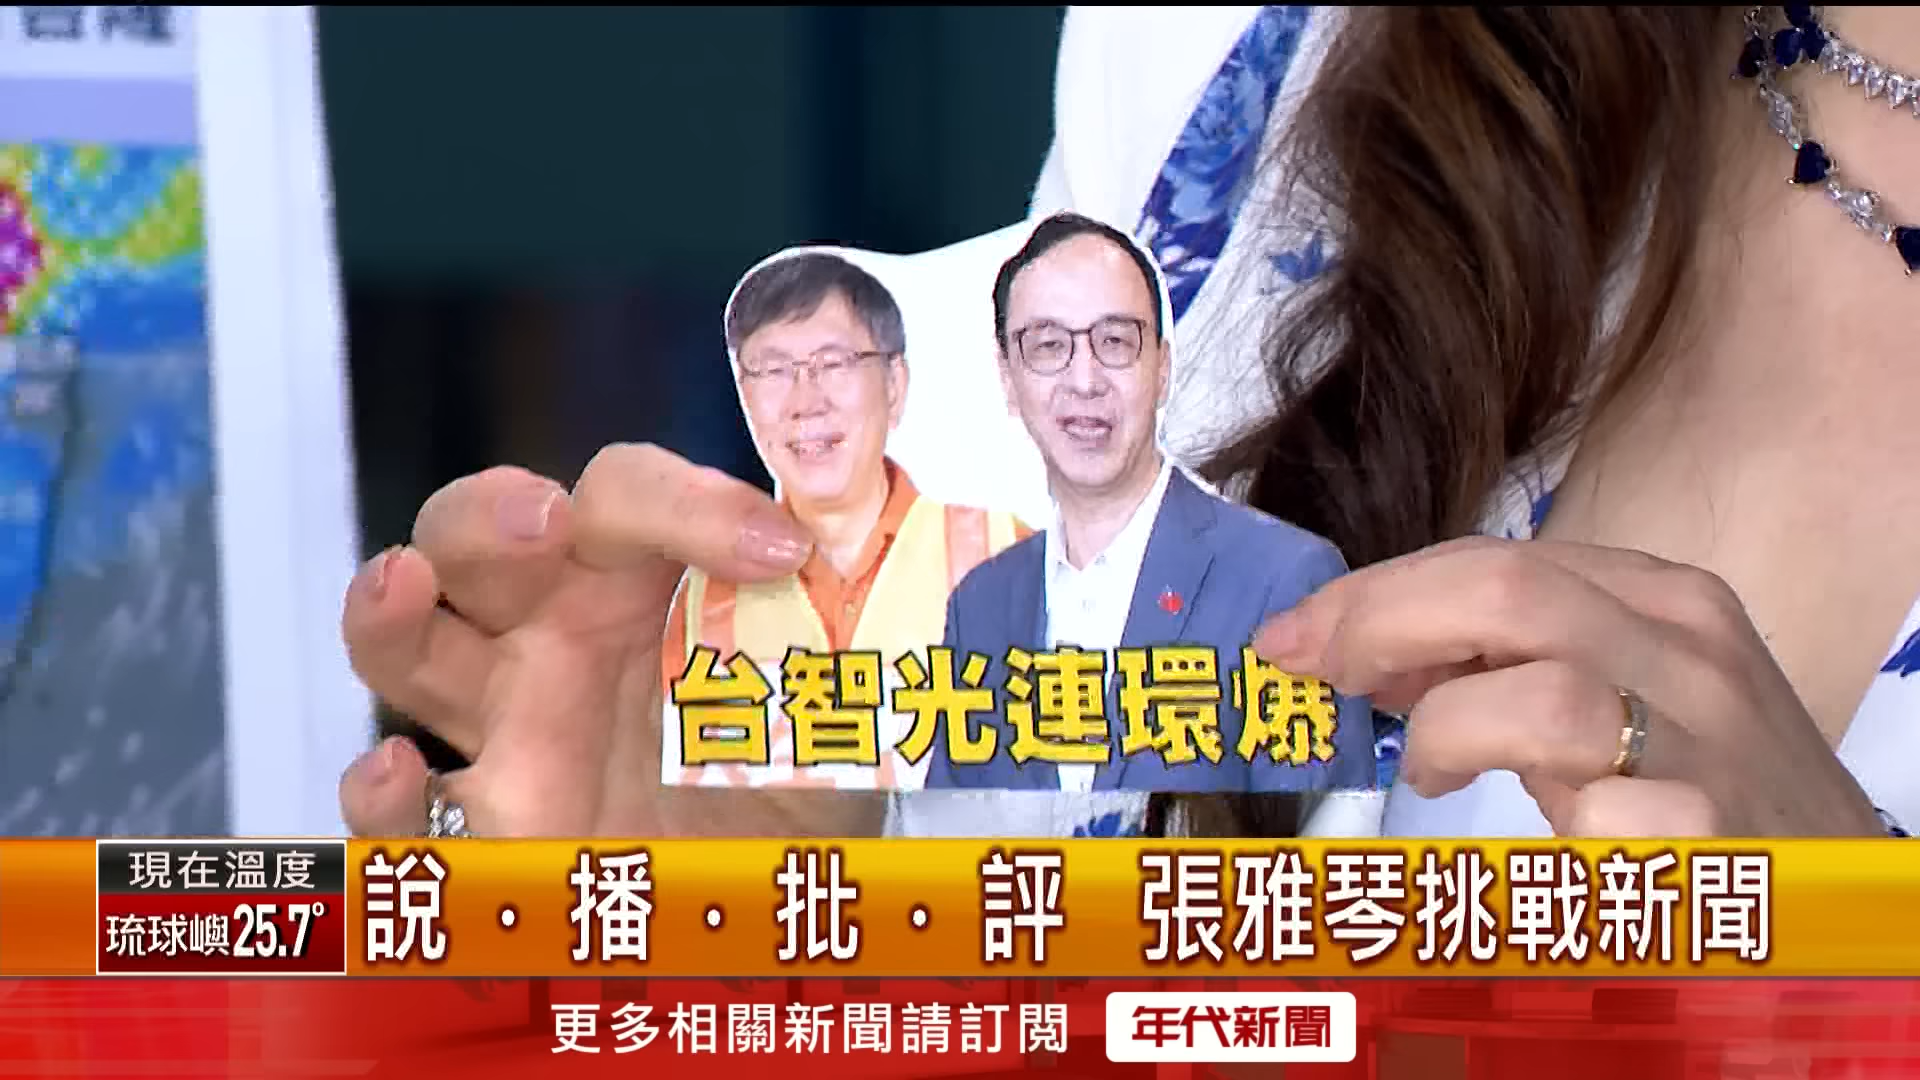 台智光連環爆
現在溫度
琉球嶼25.7°
說．播．批．評 張雅琴挑戰新聞
更多相關新聞請訂閱 年代新聞